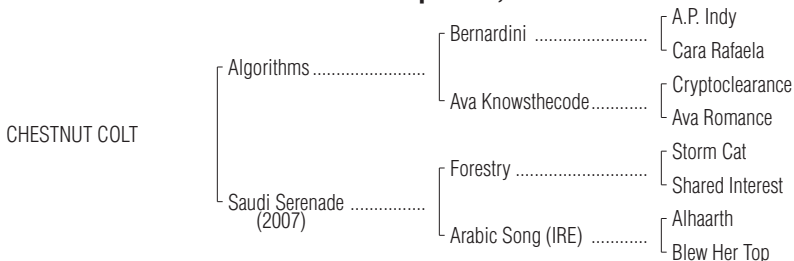 A.P. Indy
Bernardini ........................
Cara Rafaela
Algorithms ........................
Cryptoclearance
Ava Knowsthecode............
Ava Romance
CHESTNUT COLT
Storm Cat
Forestry ............................
Shared Interest
Saudi Serenade ................
(2007)
Alhaarth
Arabic Song (IRE) ............
Blew Her Top